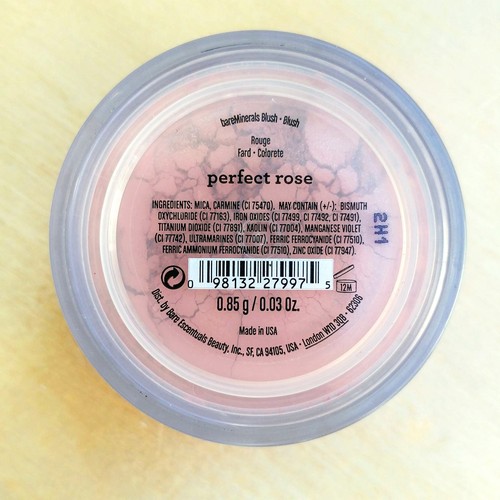 bareMinerals Blush • Blush
Rouge
Fard • Colorete
perfect rose
INGREDIENTS: MICA, CARMINE (CI 75470). MAY CONTAIN (+/-): BISMUTH
OXYCHLORIDE (CI 77163), IRON OXIDES (CI 77499, CI 77492, CI 77491),
TITANIUM DIOXIDE (CI 77891), KAOLIN (CI 77004), MANGANESE VIOLET
(CI 77742), ULTRAMARINES (CI 77007), FERRIC FERROCYANIDE (CI 77510),
FERRIC AMMONIUM FERROCYANIDE (CI 77510), ZINC OXIDE (CI 77947).
2H1
0 98132 27997 5
12M
0.85 g / 0.03 Oz.
Made in USA
Dist. by Bare Escentuals Beauty, Inc., SF, CA 94105, USA • London W1D 3QB • 62306